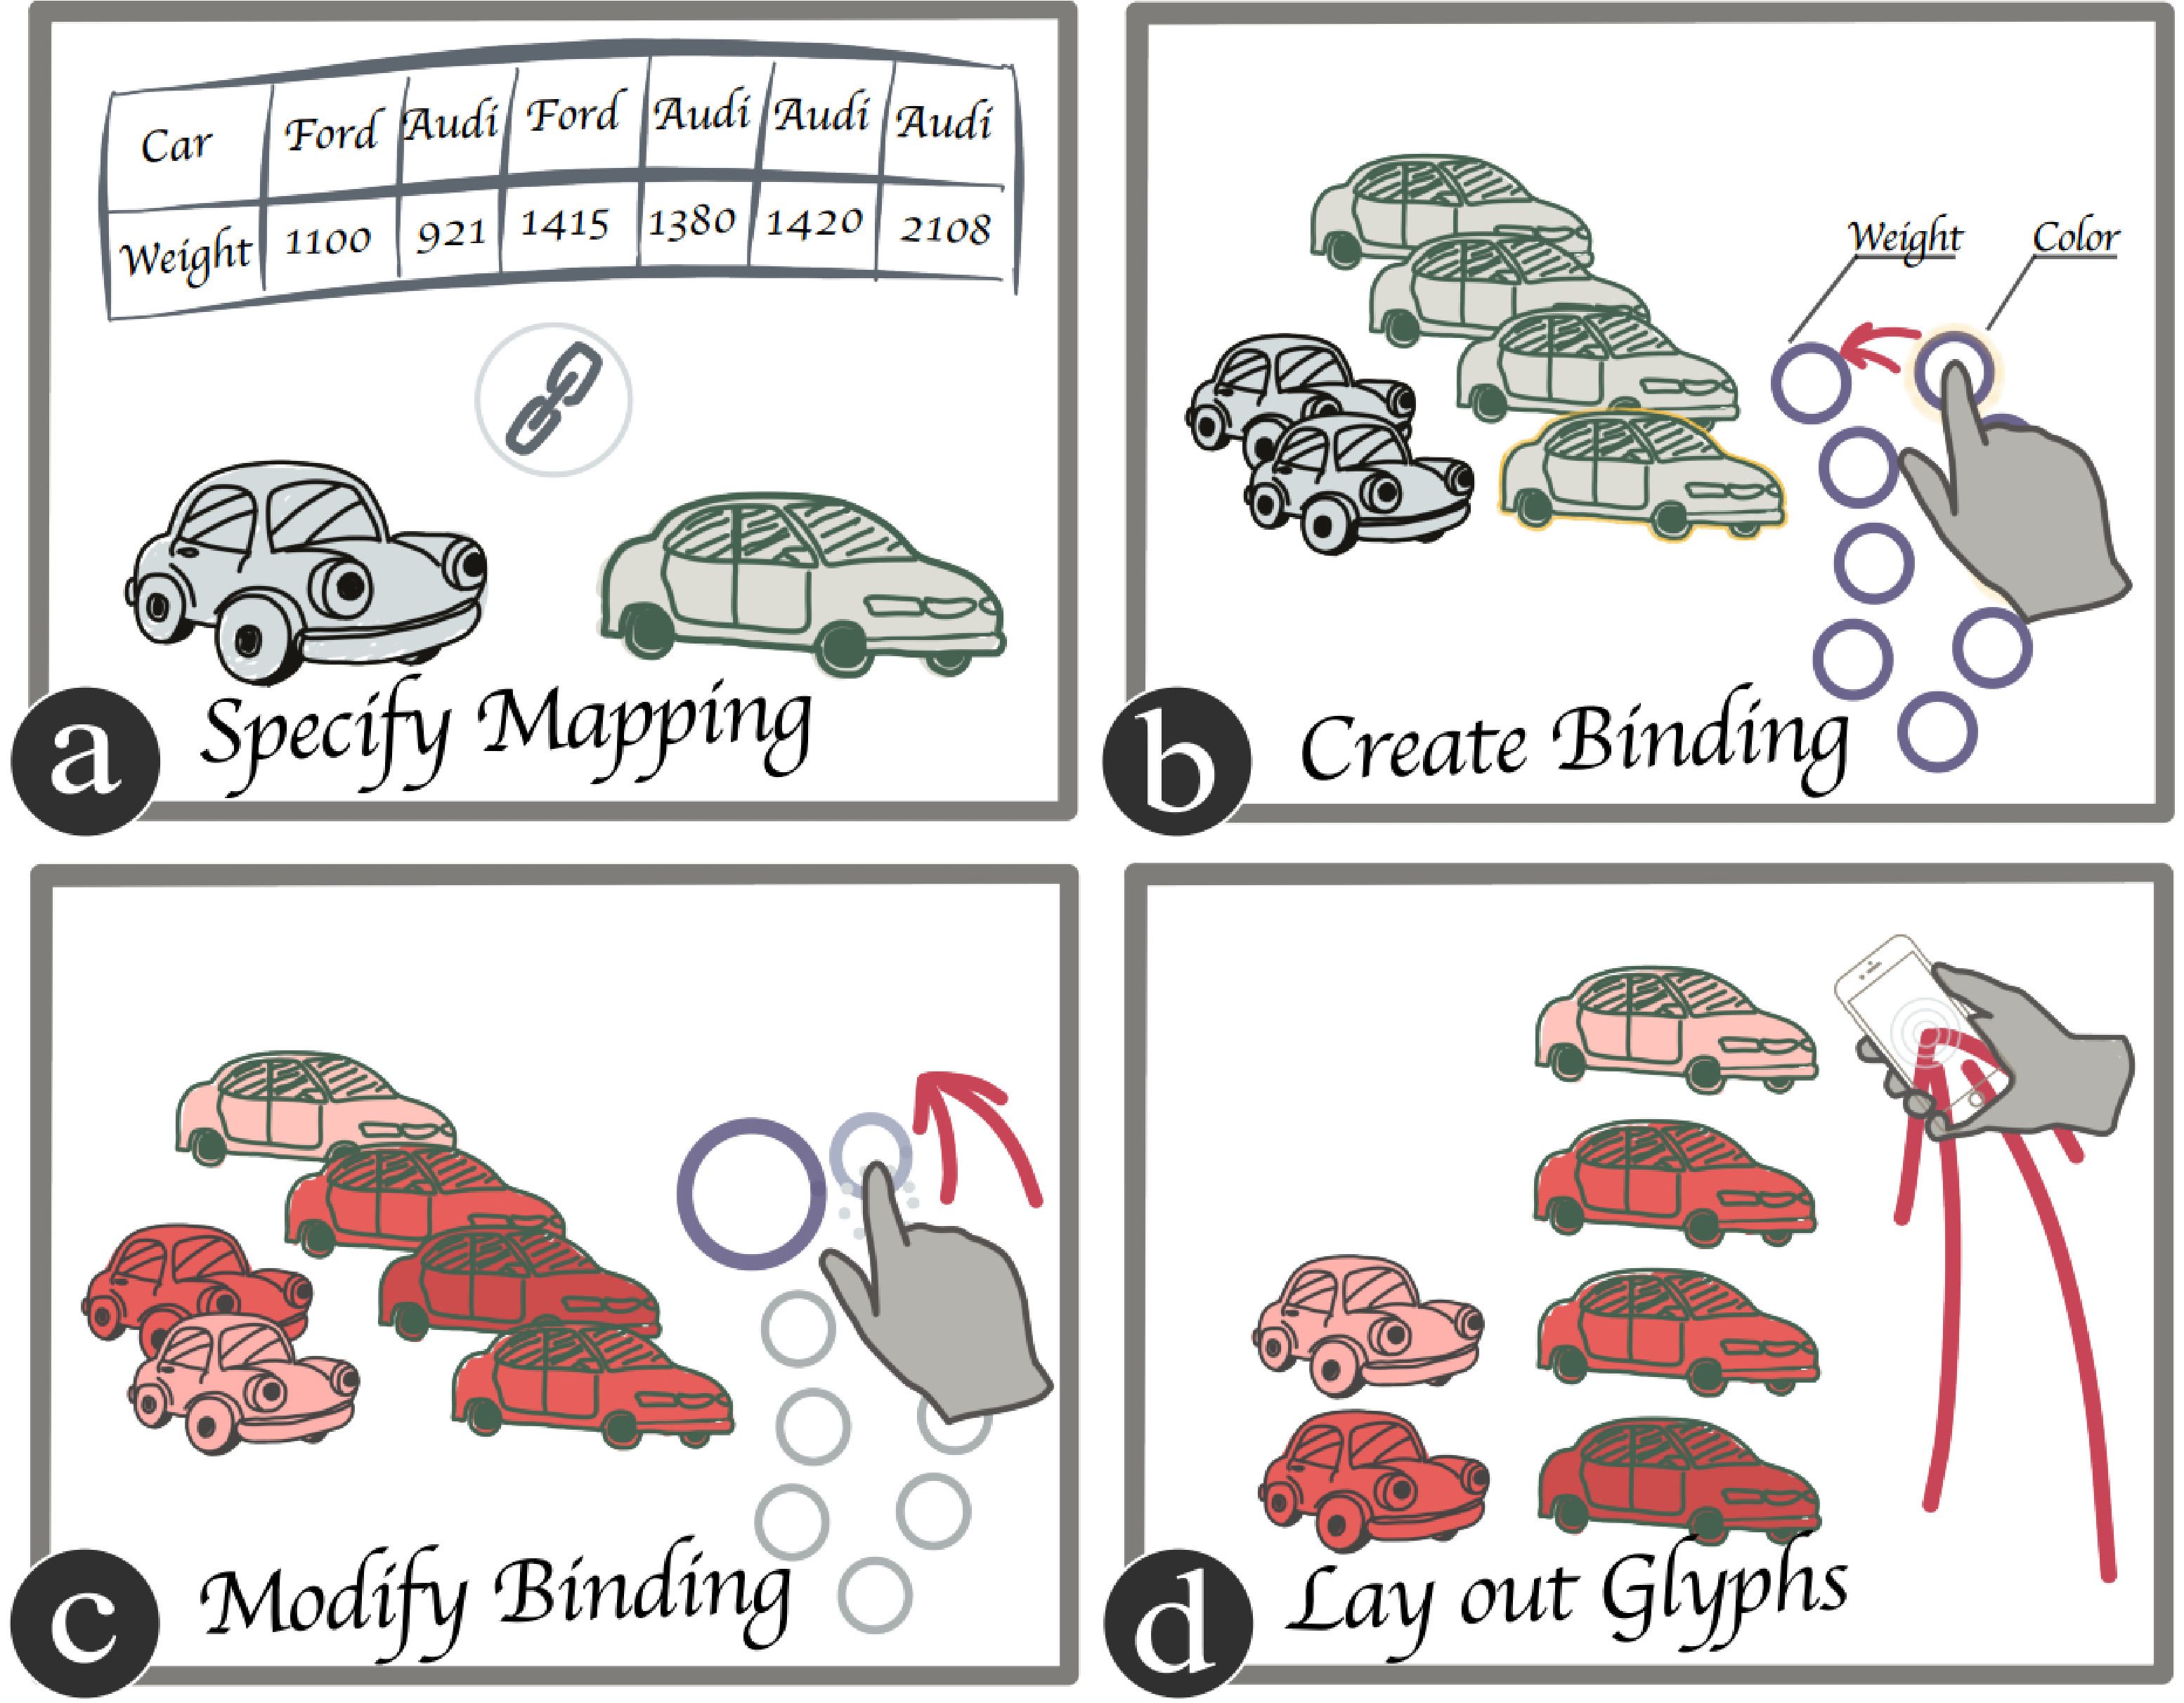 Car Ford Audi Ford Audi Audi Audi
Weight 1100 921 1415 1380 1420 2108
a Specify Mapping
Weight Color
b Create Binding
c Modify Binding
d Lay out Glyphs